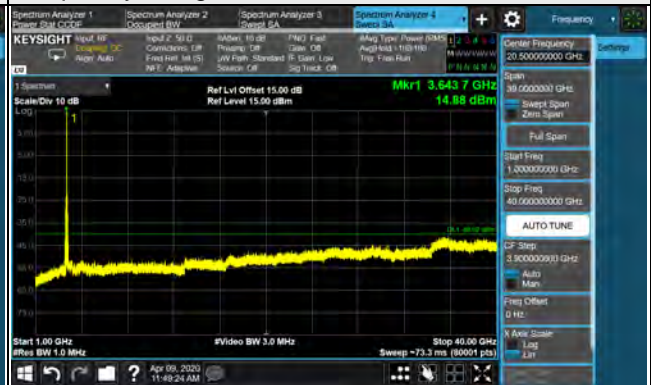 Spectrum Analyzer 1
Power Stat CCDF
Spectrum Analyzer 2
Occupied BW
Spectrum Analyzer 3
Swept SA
Spectrum Analyzer 4
Swept SA
Frequency
KEYSIGHT
Input: RF
Coupling: DC
Align: Auto
Input Z: 50 Ω
Corrections: Off
Freq Ref: Int (S)
NFE: Adaptive
Atten: 10 dB
Preamp: Off
µW Path: Standard
Source: Off
PNO: Fast
Gate: Off
IF Gain: Low
Sig Track: Off
Avg Type: Power (RMS
Avg|Hold: >100/100
Trig: Free Run
1 Spectrum
Scale/Div 10 dB
Log
Ref Lvl Offset 15.00 dB
Ref Level 15.00 dBm
Mkr1 3.643 7 GHz
14.88 dBm
1
Start 1.00 GHz
#Res BW 1.0 MHz
#Video BW 3.0 MHz
Stop 40.00 GHz
Sweep ~73.3 ms (80001 pts)
Center Frequency
20.500000000 GHz
Settings
Span
39.0000000 GHz
Swept Span
Zero Span
Full Span
Start Freq
1.000000000 GHz
Stop Freq
40.000000000 GHz
AUTO TUNE
CF Step
3.900000000 GHz
Auto
Man
Freq Offset
0 Hz
X Axis Scale
Log
Lin
Apr 09, 2020
11:49:24 AM